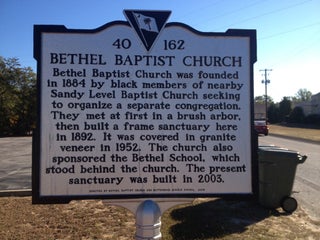 40 162
BETHEL BAPTIST CHURCH
Bethel Baptist Church was founded
in 1884 by black members of nearby
Sandy Level Baptist Church seeking
to organize a separate congregation.
They met at first in a brush arbor,
then built a frame sanctuary here
in 1892. It was covered in granite
veneer in 1952. The church also
sponsored the Bethel School, which
stood behind the church. The present
sanctuary was built in 2003.